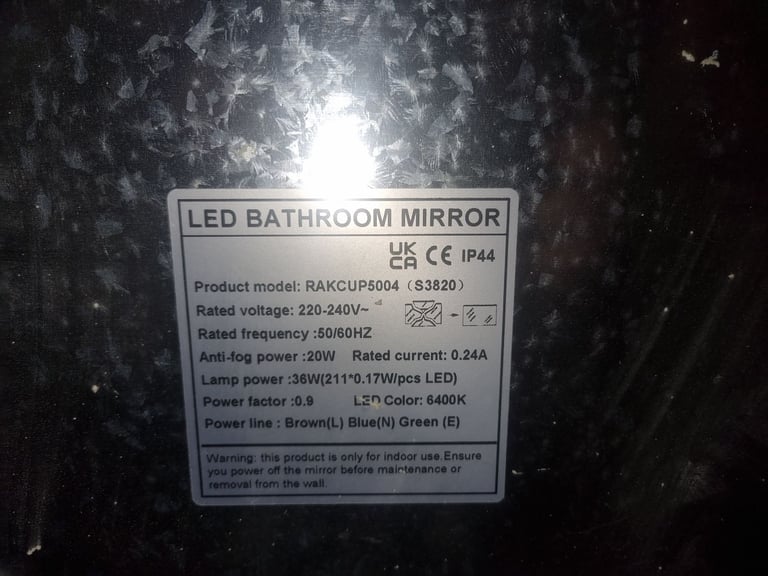 LED BATHROOM MIRROR
UK CA CE IP44
Product model: RAKCUP5004 (S3820)
Rated voltage: 220-240V~
Rated frequency :50/60HZ
Anti-fog power :20W Rated current: 0.24A
Lamp power :36W(211*0.17W/pcs LED)
Power factor :0.9 LED Color: 6400K
Power line : Brown(L) Blue(N) Green (E)
Warning: this product is only for indoor use.Ensure
you power off the mirror before maintenance or
removal from the wall.